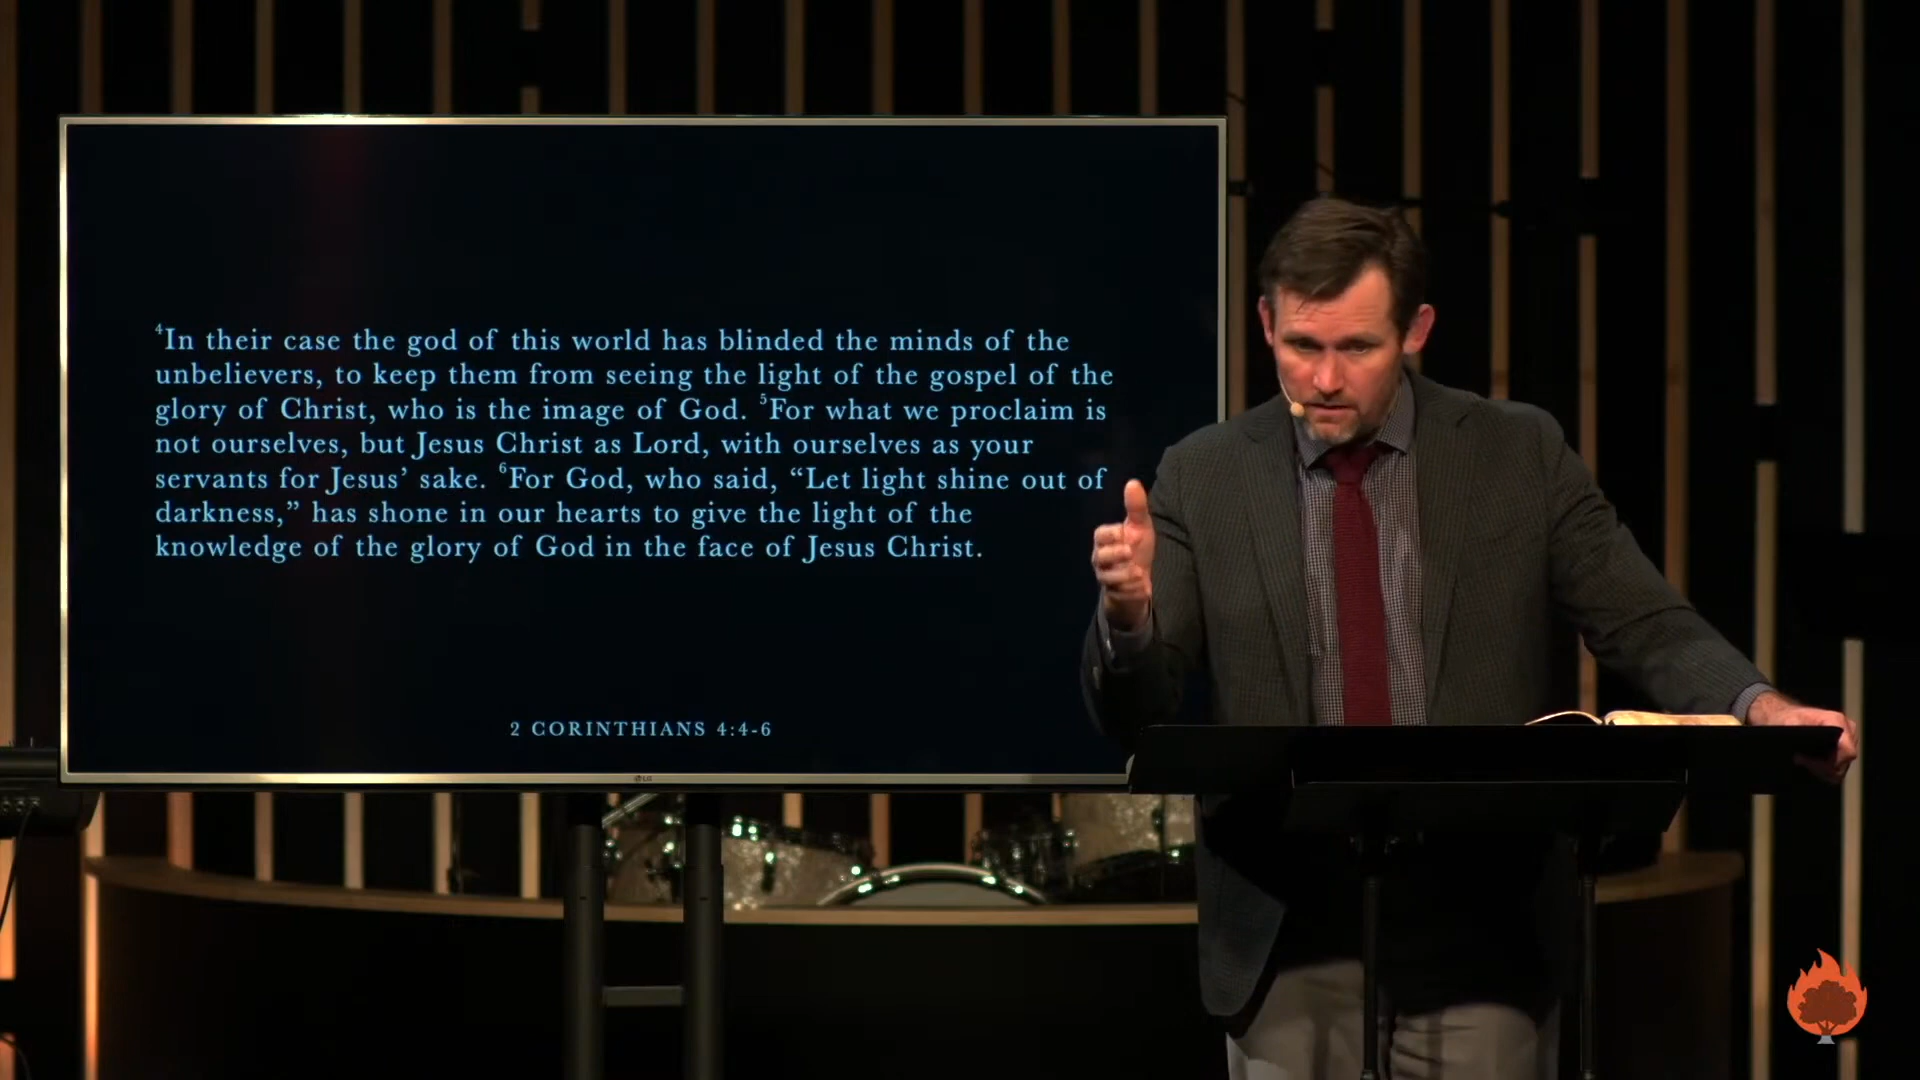 ⁴In their case the god of this world has blinded the minds of the
unbelievers, to keep them from seeing the light of the gospel of the
glory of Christ, who is the image of God. ⁵For what we proclaim is
not ourselves, but Jesus Christ as Lord, with ourselves as your
servants for Jesus’ sake. ⁶For God, who said, “Let light shine out of
darkness,” has shone in our hearts to give the light of the
knowledge of the glory of God in the face of Jesus Christ.
2 CORINTHIANS 4:4-6
LG